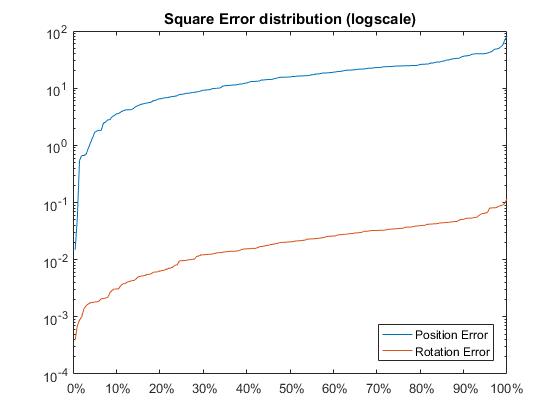 Square Error distribution (logscale)
10^2
10^1
10^0
10^-1
10^-2
10^-3
10^-4
Position Error
Rotation Error
0% 10% 20% 30% 40% 50% 60% 70% 80% 90% 100%